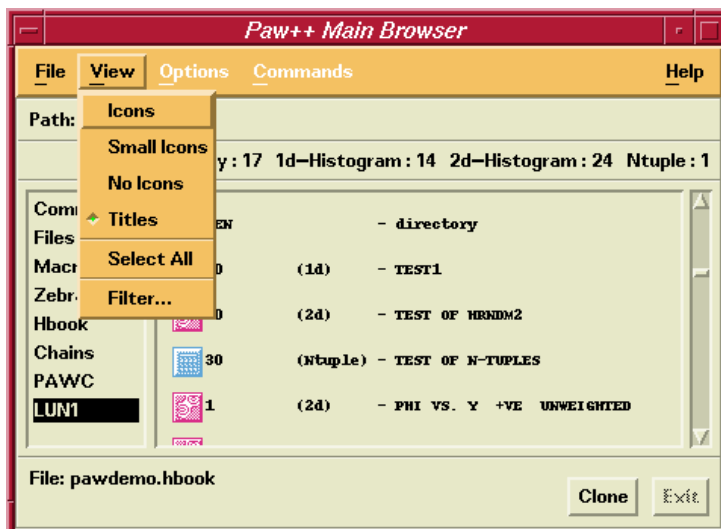 Paw++ Main Browser
File View Options Commands Help
Path:
Icons
Small Icons
No Icons
Titles
Select All
Filter...
y : 17 1d-Histogram : 14 2d-Histogram : 24 Ntuple : 1
Files
Hbook
Chains
PAWC
LUN1
- directory
(1d) - TEST1
(2d) - TEST OF HRNDM2
30 (Ntuple) - TEST OF N-TUPLES
1 (2d) - PHI VS. Y +VE UNWEIGHTED
File: pawdemo.hbook
Clone Exit